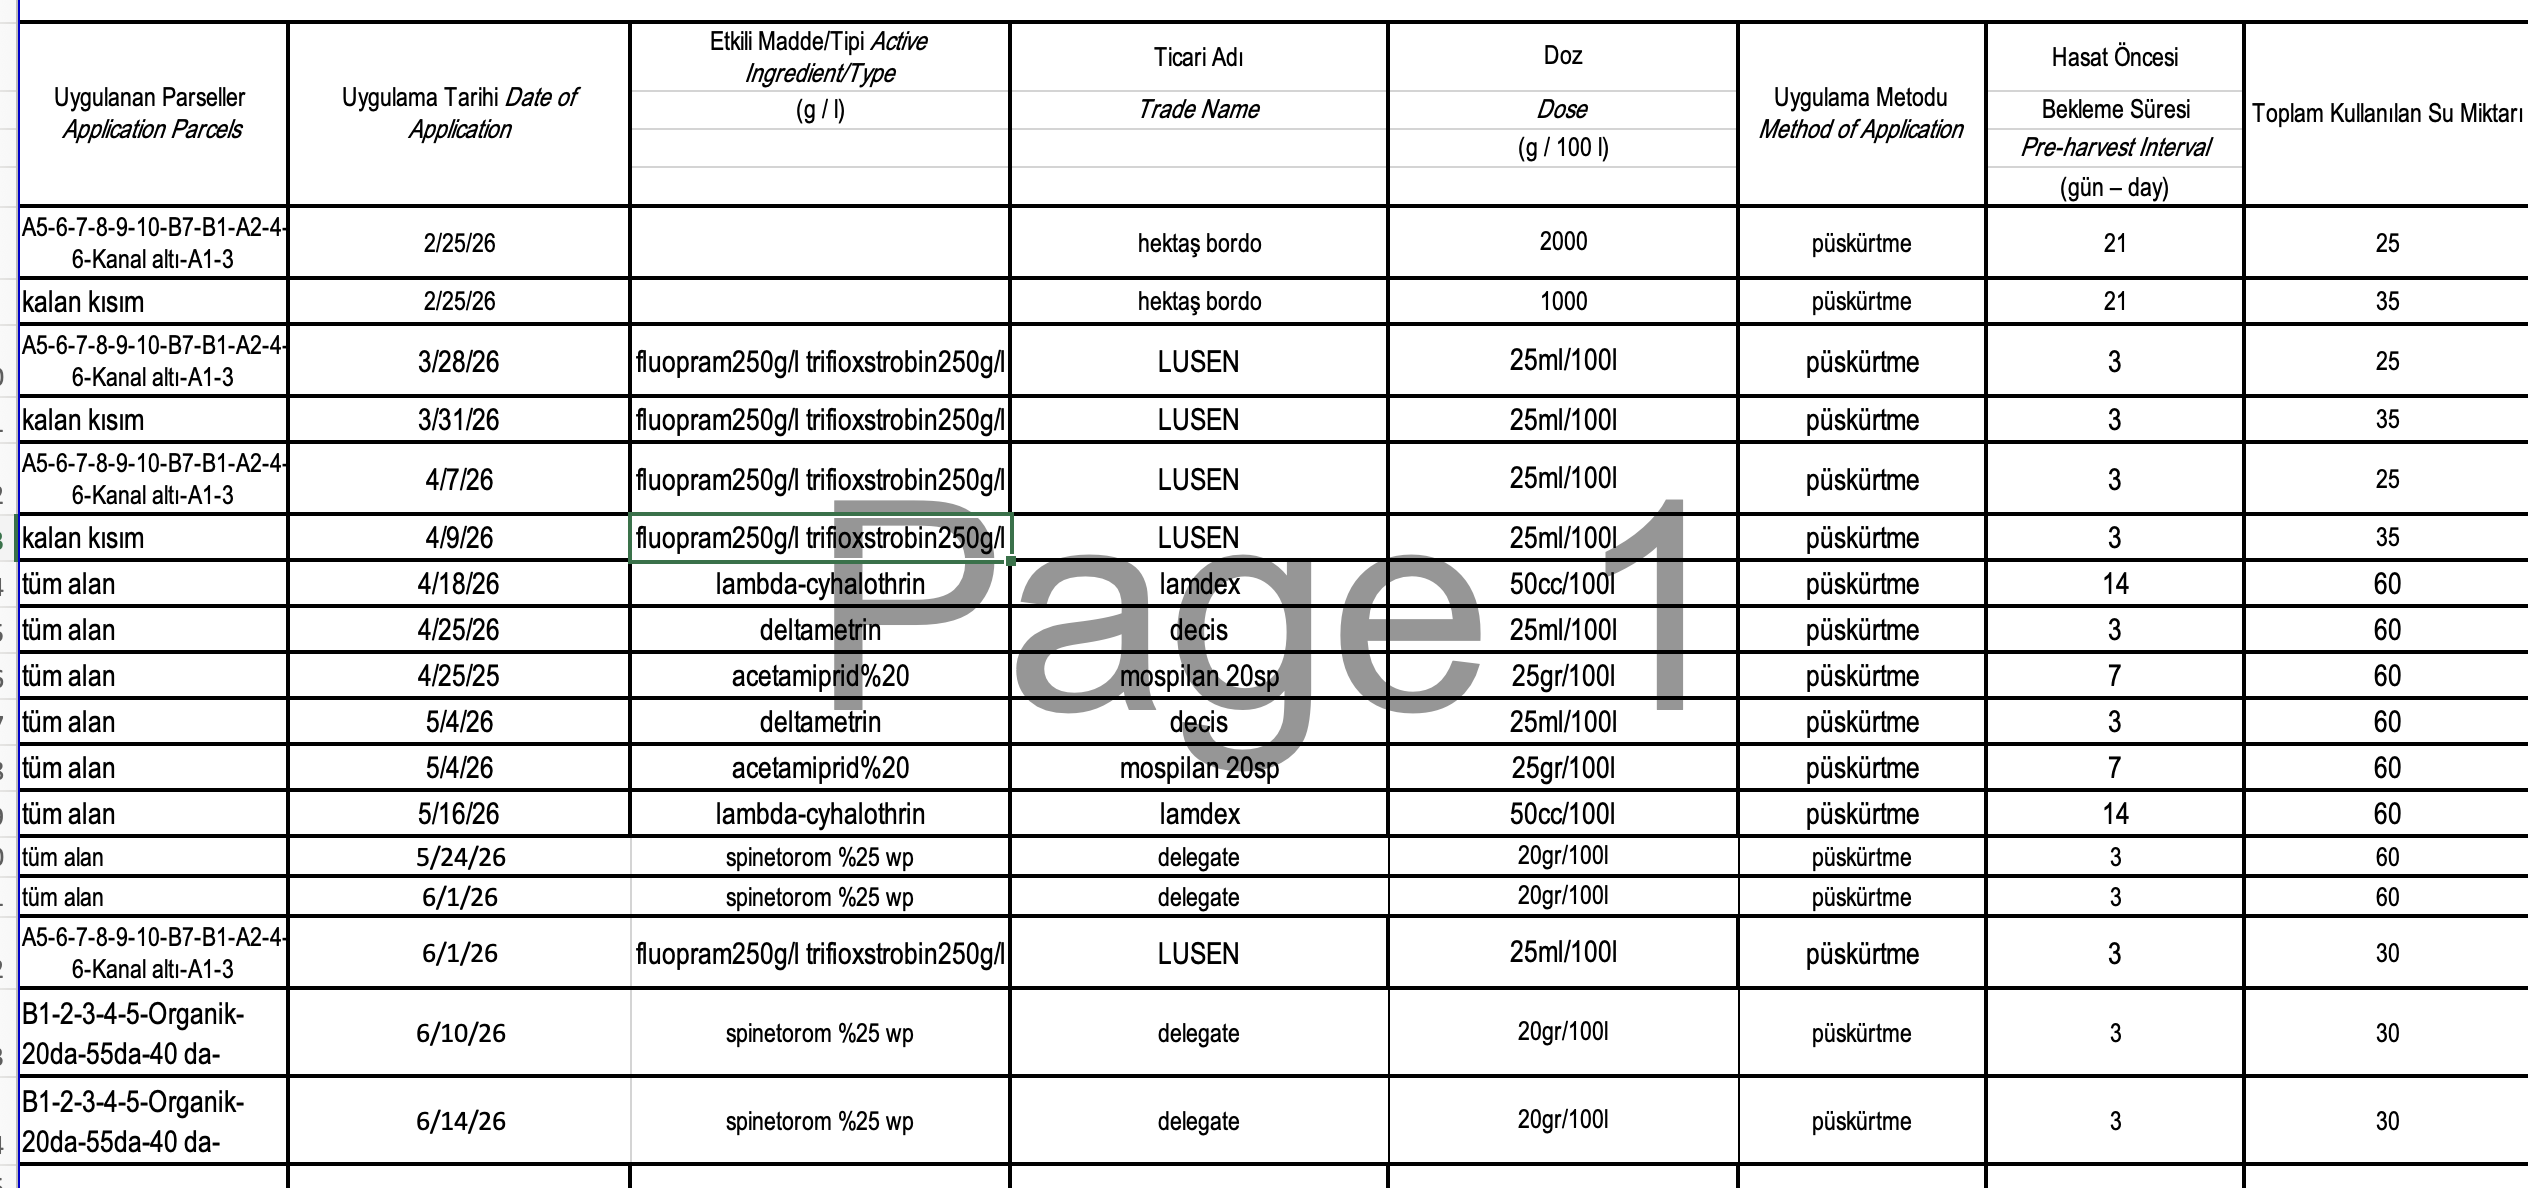 Uygulanan Parseller
Application Parcels
Uygulama Tarihi Date of
Application
Etkili Madde/Tipi Active
Ingredient/Type
(g / l)
Ticari Adı
Trade Name
Doz
Dose
(g / 100 l)
Uygulama Metodu
Method of Application
Hasat Öncesi
Bekleme Süresi
Pre-harvest Interval
(gün – day)
Toplam Kullanılan Su Miktarı
A5-6-7-8-9-10-B7-B1-A2-4-
6-Kanal altı-A1-3
2/25/26 hektaş bordo 2000 püskürtme 21 25
kalan kısım 2/25/26 hektaş bordo 1000 püskürtme 21 35
A5-6-7-8-9-10-B7-B1-A2-4-
6-Kanal altı-A1-3
3/28/26 fluopram250g/l trifioxstrobin250g/l LUSEN 25ml/100l püskürtme 3 25
kalan kısım 3/31/26 fluopram250g/l trifioxstrobin250g/l LUSEN 25ml/100l püskürtme 3 35
A5-6-7-8-9-10-B7-B1-A2-4-
6-Kanal altı-A1-3
4/7/26 fluopram250g/l trifioxstrobin250g/l LUSEN 25ml/100l püskürtme 3 25
kalan kısım 4/9/26 fluopram250g/l trifioxstrobin250g/l LUSEN 25ml/100l püskürtme 3 35
tüm alan 4/18/26 lambda-cyhalothrin lamdex 50cc/100l püskürtme 14 60
tüm alan 4/25/26 deltametrin decis 25ml/100l püskürtme 3 60
tüm alan 4/25/25 acetamiprid%20 mospilan 20sp 25gr/100l püskürtme 7 60
tüm alan 5/4/26 deltametrin decis 25ml/100l püskürtme 3 60
tüm alan 5/4/26 acetamiprid%20 mospilan 20sp 25gr/100l püskürtme 7 60
tüm alan 5/16/26 lambda-cyhalothrin lamdex 50cc/100l püskürtme 14 60
tüm alan 5/24/26 spinetorom %25 wp delegate 20gr/100l püskürtme 3 60
tüm alan 6/1/26 spinetorom %25 wp delegate 20gr/100l püskürtme 3 60
A5-6-7-8-9-10-B7-B1-A2-4-
6-Kanal altı-A1-3
6/1/26 fluopram250g/l trifioxstrobin250g/l LUSEN 25ml/100l püskürtme 3 30
B1-2-3-4-5-Organik-
20da-55da-40 da-
6/10/26 spinetorom %25 wp delegate 20gr/100l püskürtme 3 30
B1-2-3-4-5-Organik-
20da-55da-40 da-
6/14/26 spinetorom %25 wp delegate 20gr/100l püskürtme 3 30
Page 1